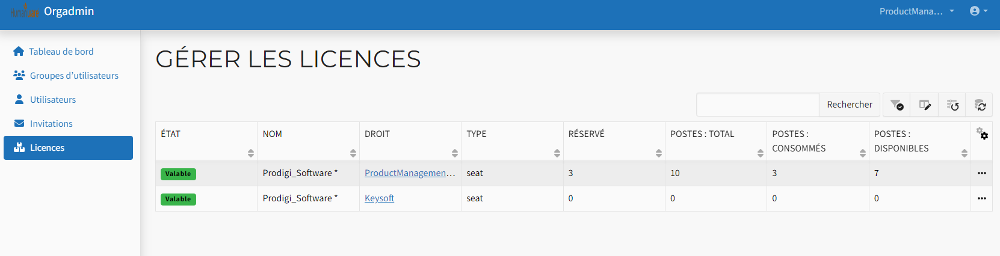 Humanware Orgadmin
ProductMana...
Tableau de bord
Groupes d'utilisateurs
Utilisateurs
Invitations
Licences
GÉRER LES LICENCES
Rechercher
ÉTAT NOM DROIT TYPE RÉSERVÉ POSTES : TOTAL POSTES : CONSOMMÉS POSTES : DISPONIBLES
Valable Prodigi_Software * ProductManagemen... seat 3 10 3 7 ...
Valable Prodigi_Software * Keysoft seat 0 0 0 0 ...